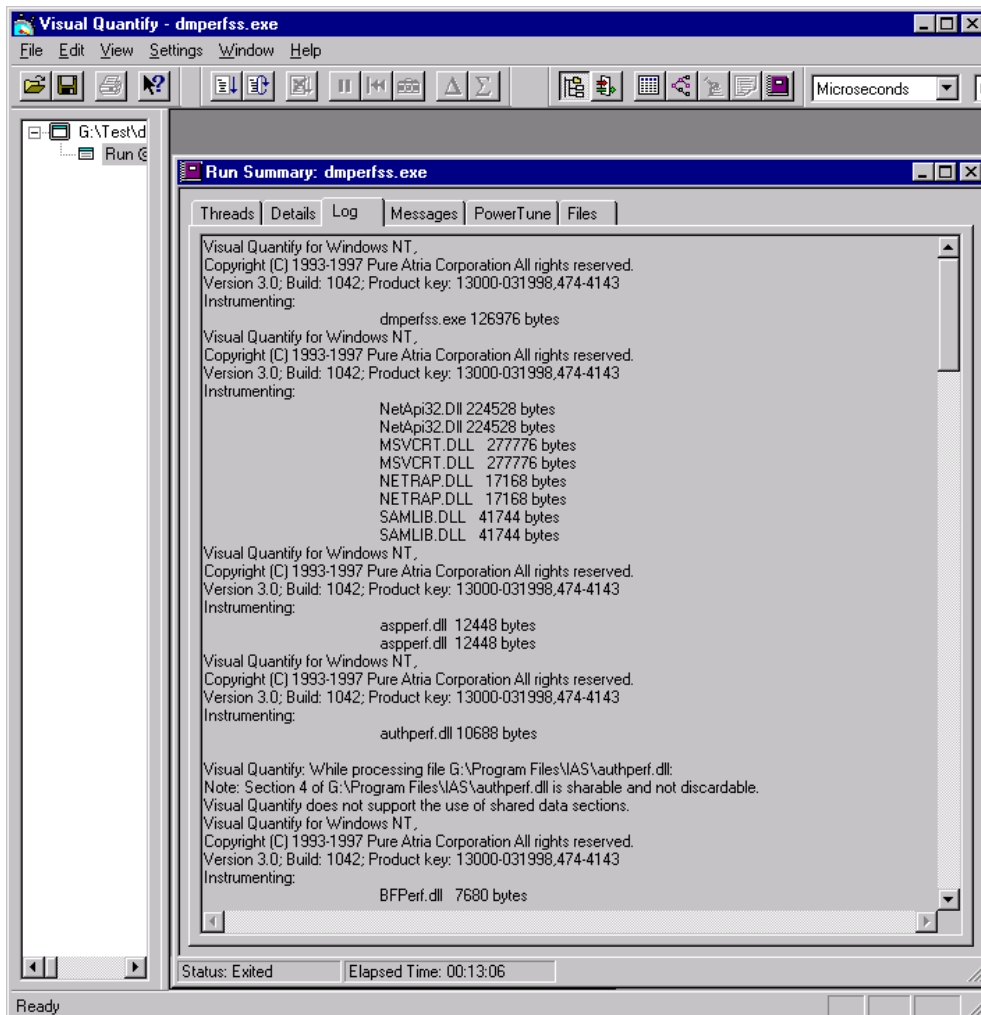 Visual Quantify - dmperfss.exe
File Edit View Settings Window Help
Microseconds
G:\Test\d
Run @
Run Summary: dmperfss.exe
Threads Details Log Messages PowerTune Files
Visual Quantify for Windows NT,
Copyright (C) 1993-1997 Pure Atria Corporation All rights reserved.
Version 3.0; Build: 1042; Product key: 13000-031998,474-4143
Instrumenting:
dmperfss.exe 126976 bytes
Visual Quantify for Windows NT,
Copyright (C) 1993-1997 Pure Atria Corporation All rights reserved.
Version 3.0; Build: 1042; Product key: 13000-031998,474-4143
Instrumenting:
NetApi32.Dll 224528 bytes
NetApi32.Dll 224528 bytes
MSVCRT.DLL 277776 bytes
MSVCRT.DLL 277776 bytes
NETRAP.DLL 17168 bytes
NETRAP.DLL 17168 bytes
SAMLIB.DLL 41744 bytes
SAMLIB.DLL 41744 bytes
Visual Quantify for Windows NT,
Copyright (C) 1993-1997 Pure Atria Corporation All rights reserved.
Version 3.0; Build: 1042; Product key: 13000-031998,474-4143
Instrumenting:
aspperf.dll 12448 bytes
aspperf.dll 12448 bytes
Visual Quantify for Windows NT,
Copyright (C) 1993-1997 Pure Atria Corporation All rights reserved.
Version 3.0; Build: 1042; Product key: 13000-031998,474-4143
Instrumenting:
authperf.dll 10688 bytes
Visual Quantify: While processing file G:\Program Files\IAS\authperf.dll:
Note: Section 4 of G:\Program Files\IAS\authperf.dll is sharable and not discardable.
Visual Quantify does not support the use of shared data sections.
Visual Quantify for Windows NT,
Copyright (C) 1993-1997 Pure Atria Corporation All rights reserved.
Version 3.0; Build: 1042; Product key: 13000-031998,474-4143
Instrumenting:
BFPerf.dll 7680 bytes
Status: Exited Elapsed Time: 00:13:06
Ready